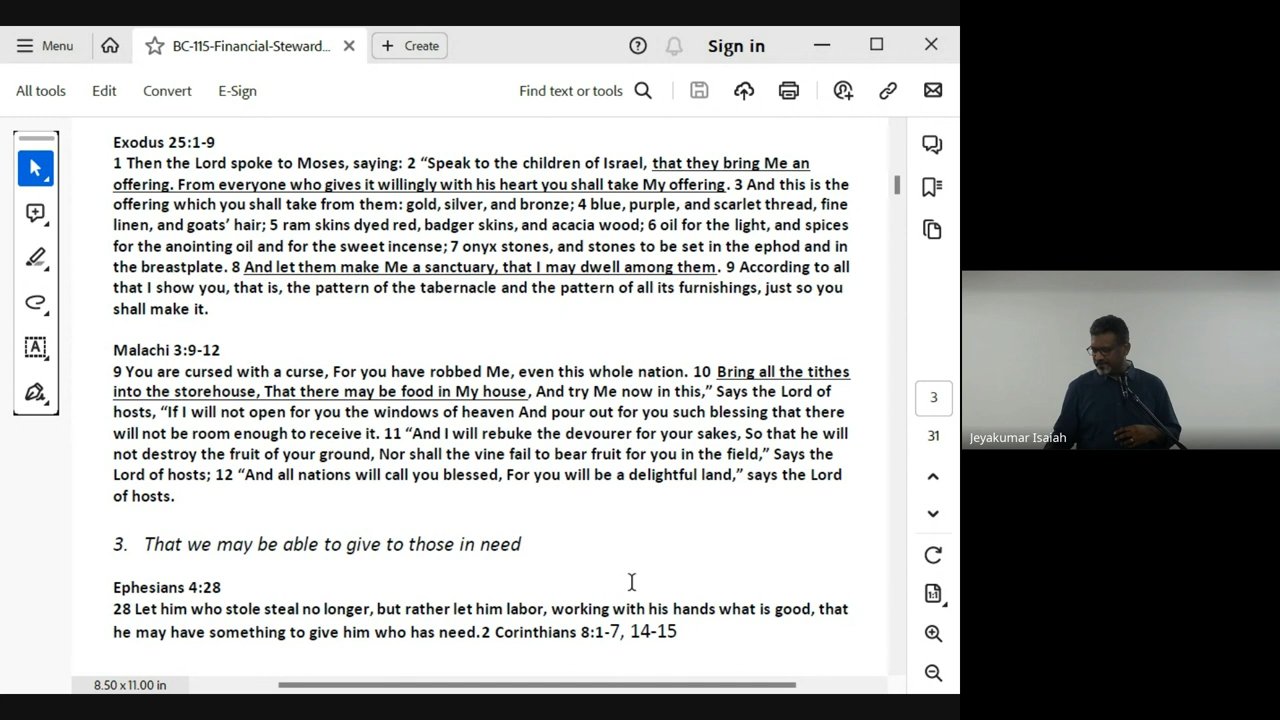 Menu
BC-115-Financial-Steward...
Create
Sign in
All tools
Edit
Convert
E-Sign
Find text or tools
Exodus 25:1-9
1 Then the Lord spoke to Moses, saying: 2 “Speak to the children of Israel, that they bring Me an
offering. From everyone who gives it willingly with his heart you shall take My offering. 3 And this is the
offering which you shall take from them: gold, silver, and bronze; 4 blue, purple, and scarlet thread, fine
linen, and goats’ hair; 5 ram skins dyed red, badger skins, and acacia wood; 6 oil for the light, and spices
for the anointing oil and for the sweet incense; 7 onyx stones, and stones to be set in the ephod and in
the breastplate. 8 And let them make Me a sanctuary, that I may dwell among them. 9 According to all
that I show you, that is, the pattern of the tabernacle and the pattern of all its furnishings, just so you
shall make it.
Malachi 3:9-12
9 You are cursed with a curse, For you have robbed Me, even this whole nation. 10 Bring all the tithes
into the storehouse, That there may be food in My house, And try Me now in this,” Says the Lord of
hosts, “If I will not open for you the windows of heaven And pour out for you such blessing that there
will not be room enough to receive it. 11 “And I will rebuke the devourer for your sakes, So that he will
not destroy the fruit of your ground, Nor shall the vine fail to bear fruit for you in the field,” Says the
Lord of hosts; 12 “And all nations will call you blessed, For you will be a delightful land,” says the Lord
of hosts.
3. That we may be able to give to those in need
Ephesians 4:28
28 Let him who stole steal no longer, but rather let him labor, working with his hands what is good, that
he may have something to give him who has need.2 Corinthians 8:1-7, 14-15
8.50 x 11.00 in
3
31
1:1
Jeyakumar Isaiah